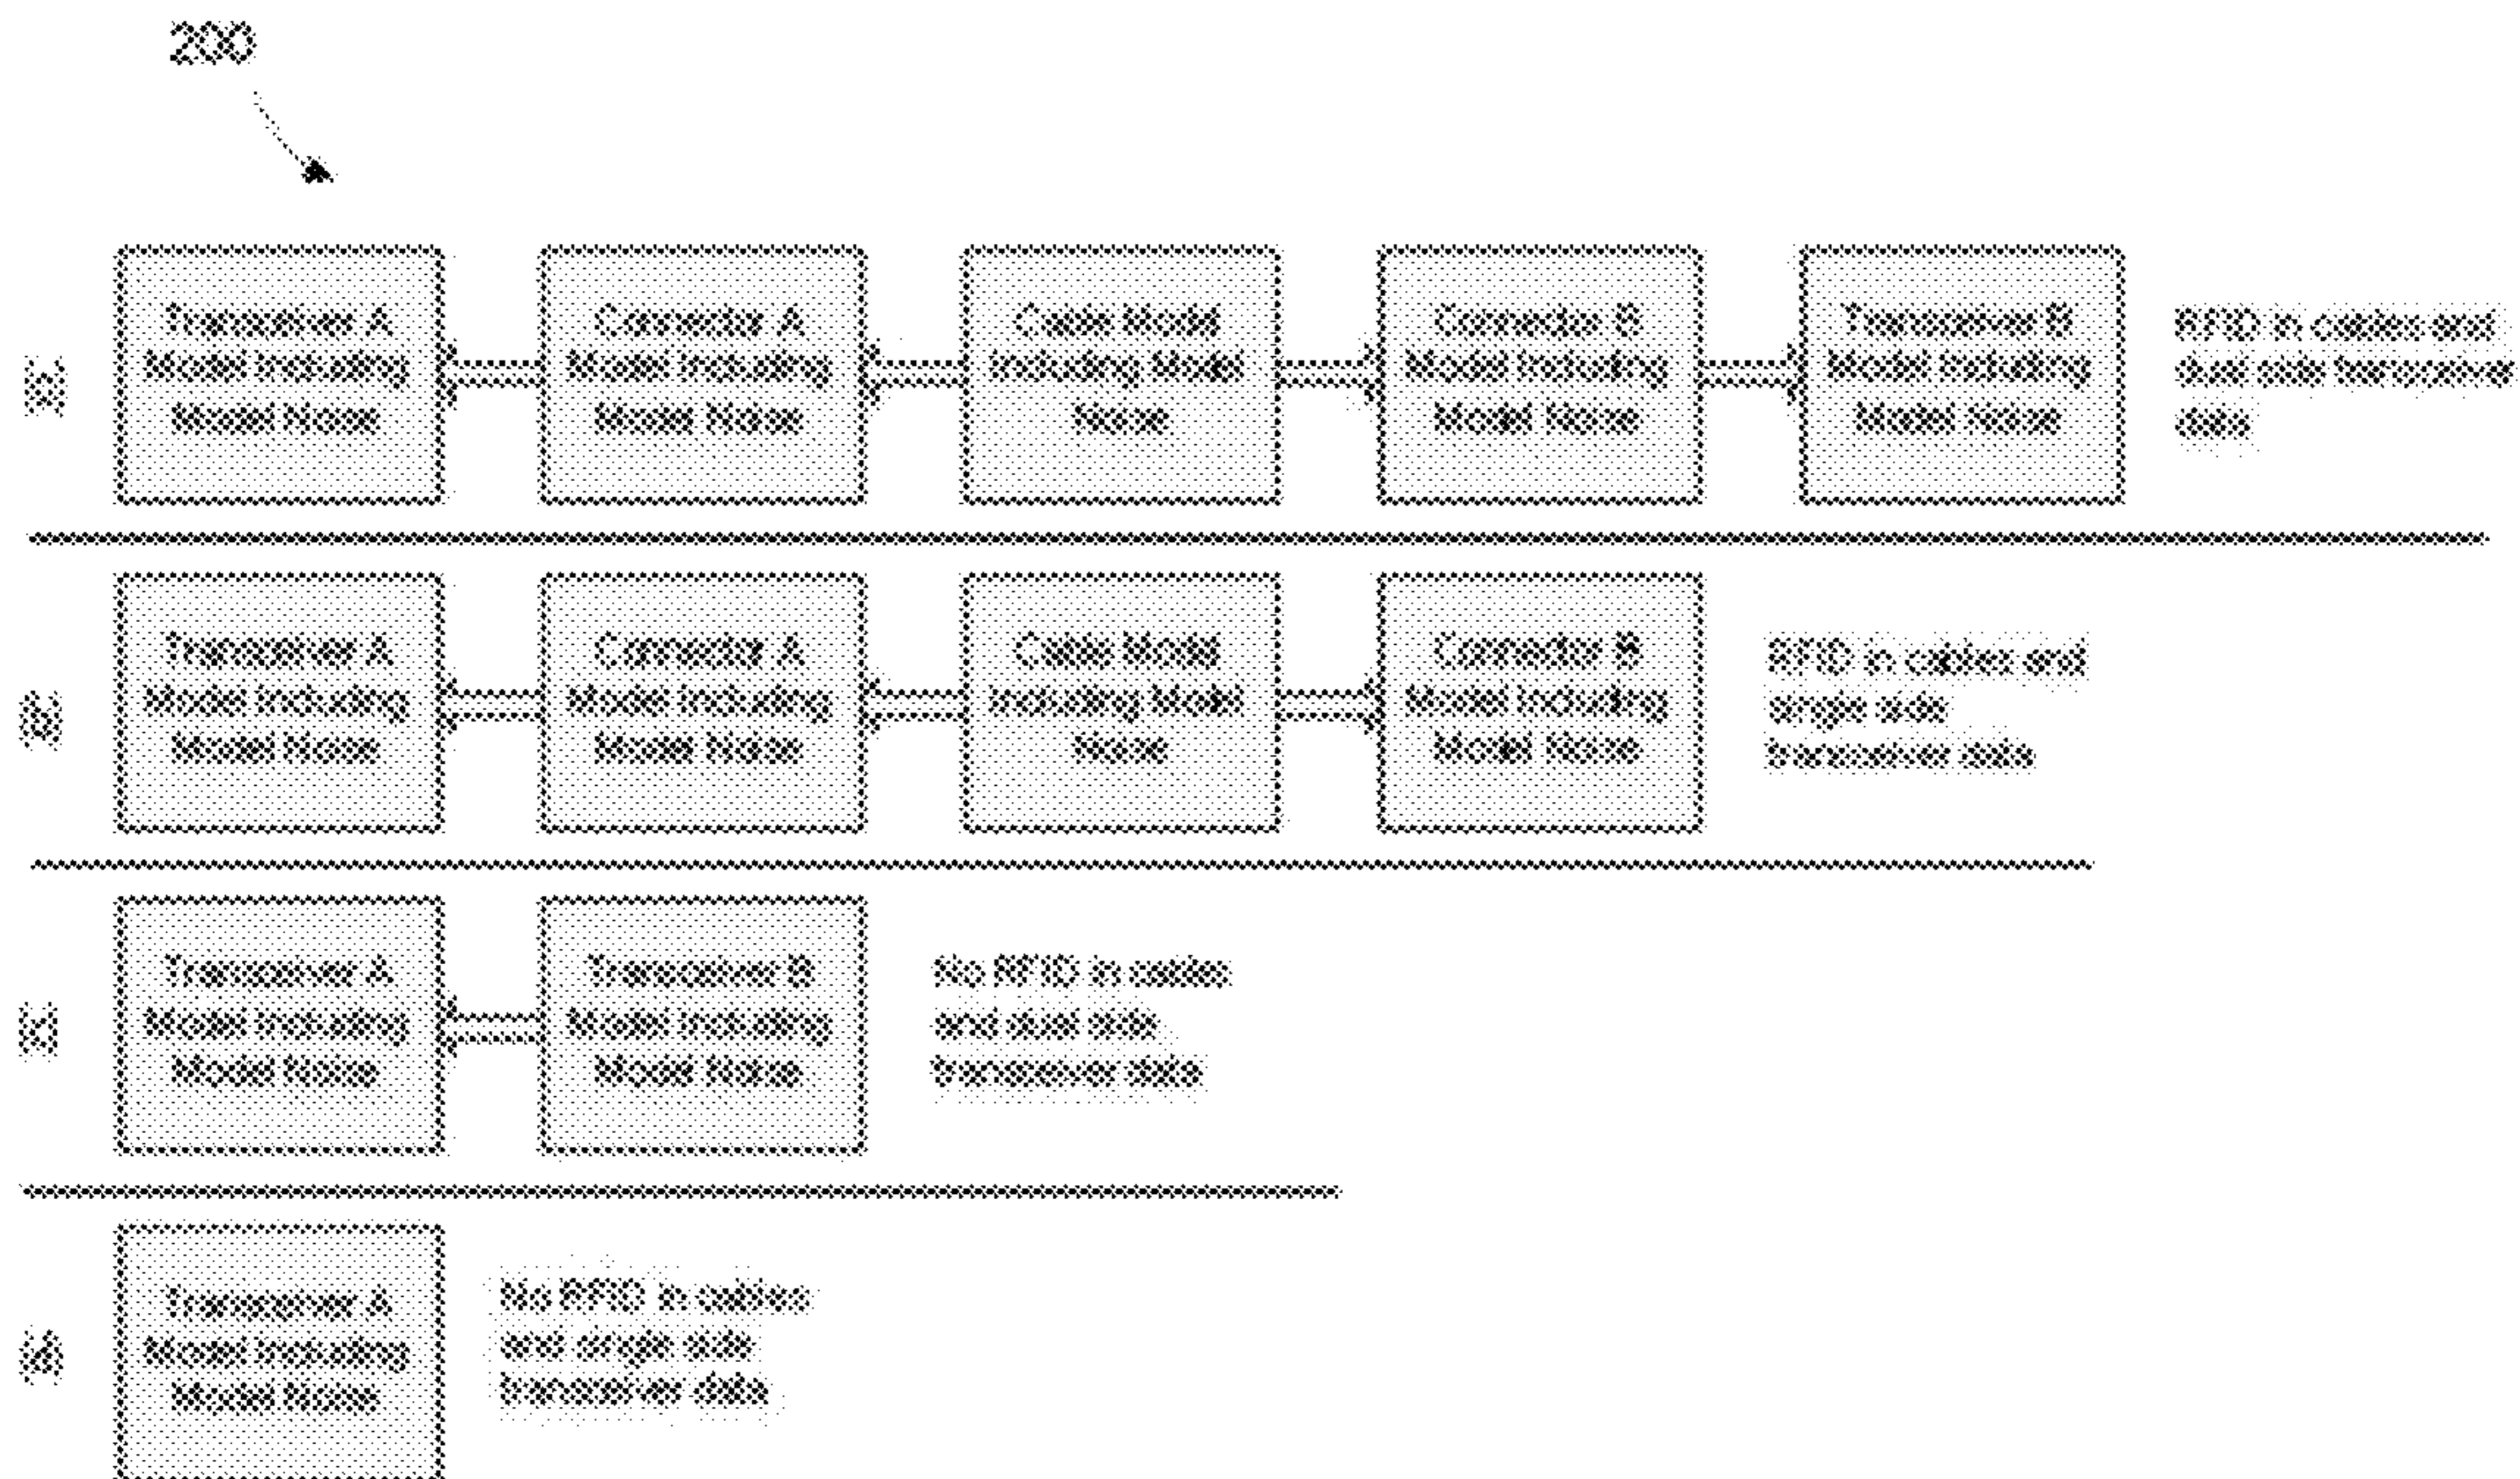 200
a)
Transceiver A
Model including
Model Noise
Connector A
Model including
Model Noise
Cable Model
including Model
Noise
Connector B
Model including
Model Noise
Transceiver B
Model including
Model Noise
RFID in cables and
dual side transceiver
data
b)
Transceiver A
Model including
Model Noise
Connector A
Model including
Model Noise
Cable Model
including Model
Noise
Connector B
Model including
Model Noise
RFID in cables and
single side
transceiver data
c)
Transceiver A
Model including
Model Noise
Transceiver B
Model including
Model Noise
No RFID in cables
and dual side
transceiver data
d)
Transceiver A
Model including
Model Noise
No RFID in cables
and single side
transceiver data